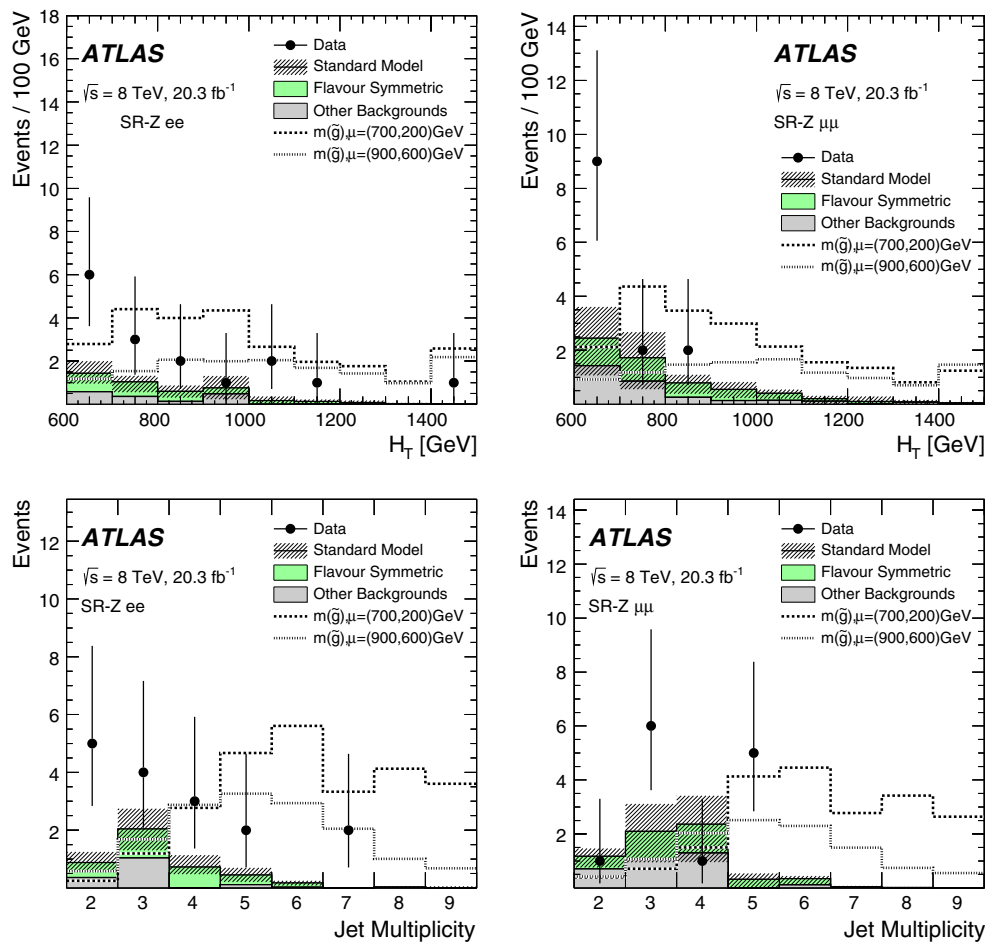 Events / 100 GeV
18
16
14
12
10
8
6
4
2
ATLAS
√s = 8 TeV, 20.3 fb⁻¹
SR-Z ee
Data
Standard Model
Flavour Symmetric
Other Backgrounds
m(g̃),μ=(700,200)GeV
m(g̃),μ=(900,600)GeV
600 800 1000 1200 1400
H_T [GeV]
Events / 100 GeV
14
12
10
8
6
4
2
ATLAS
√s = 8 TeV, 20.3 fb⁻¹
SR-Z μμ
Data
Standard Model
Flavour Symmetric
Other Backgrounds
m(g̃),μ=(700,200)GeV
m(g̃),μ=(900,600)GeV
600 800 1000 1200 1400
H_T [GeV]
Events
12
10
8
6
4
2
ATLAS
√s = 8 TeV, 20.3 fb⁻¹
SR-Z ee
Data
Standard Model
Flavour Symmetric
Other Backgrounds
m(g̃),μ=(700,200)GeV
m(g̃),μ=(900,600)GeV
2 3 4 5 6 7 8 9
Jet Multiplicity
Events
14
12
10
8
6
4
2
ATLAS
√s = 8 TeV, 20.3 fb⁻¹
SR-Z μμ
Data
Standard Model
Flavour Symmetric
Other Backgrounds
m(g̃),μ=(700,200)GeV
m(g̃),μ=(900,600)GeV
2 3 4 5 6 7 8 9
Jet Multiplicity